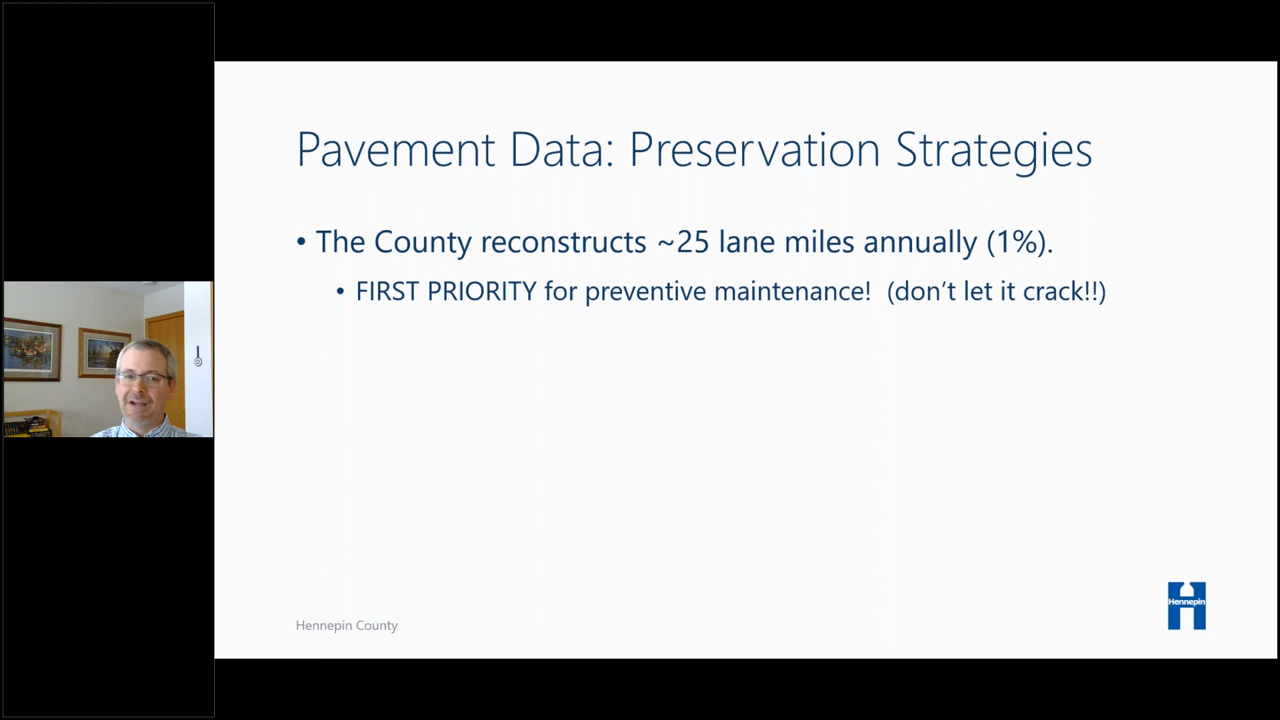 Pavement Data: Preservation Strategies
• The County reconstructs ~25 lane miles annually (1%).
• FIRST PRIORITY for preventive maintenance!  (don't let it crack!!)
Hennepin
Hennepin County